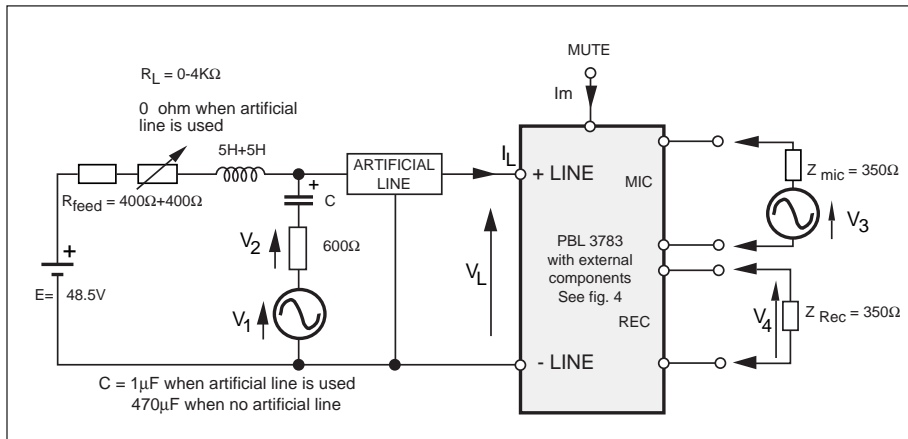 MUTE
R_L = 0-4KΩ
0 ohm when artificial
line is used
Im
5H+5H
ARTIFICIAL
LINE
I_L
+ LINE
MIC
Z_mic = 350Ω
R_feed = 400Ω+400Ω
+
C
V_2
600Ω
V_3
+
E= 48.5V
V_1
V_L
PBL 3783
with external
components
See fig. 4
REC
V_4
Z_Rec = 350Ω
- LINE
C = 1µF when artificial line is used
470µF when no artificial line